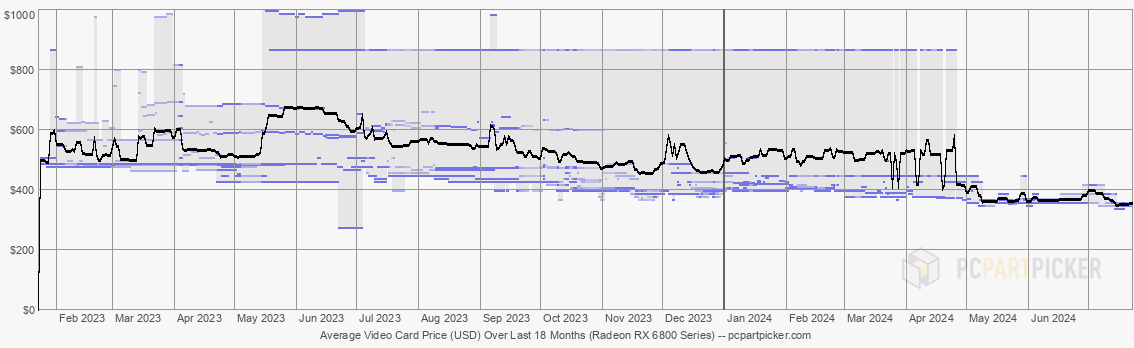 $1000
$800
$600
$400
$200
$0
Feb 2023 Mar 2023 Apr 2023 May 2023 Jun 2023 Jul 2023 Aug 2023 Sep 2023 Oct 2023 Nov 2023 Dec 2023 Jan 2024 Feb 2024 Mar 2024 Apr 2024 May 2024 Jun 2024
PCPARTPICKER
Average Video Card Price (USD) Over Last 18 Months (Radeon RX 6800 Series) -- pcpartpicker.com